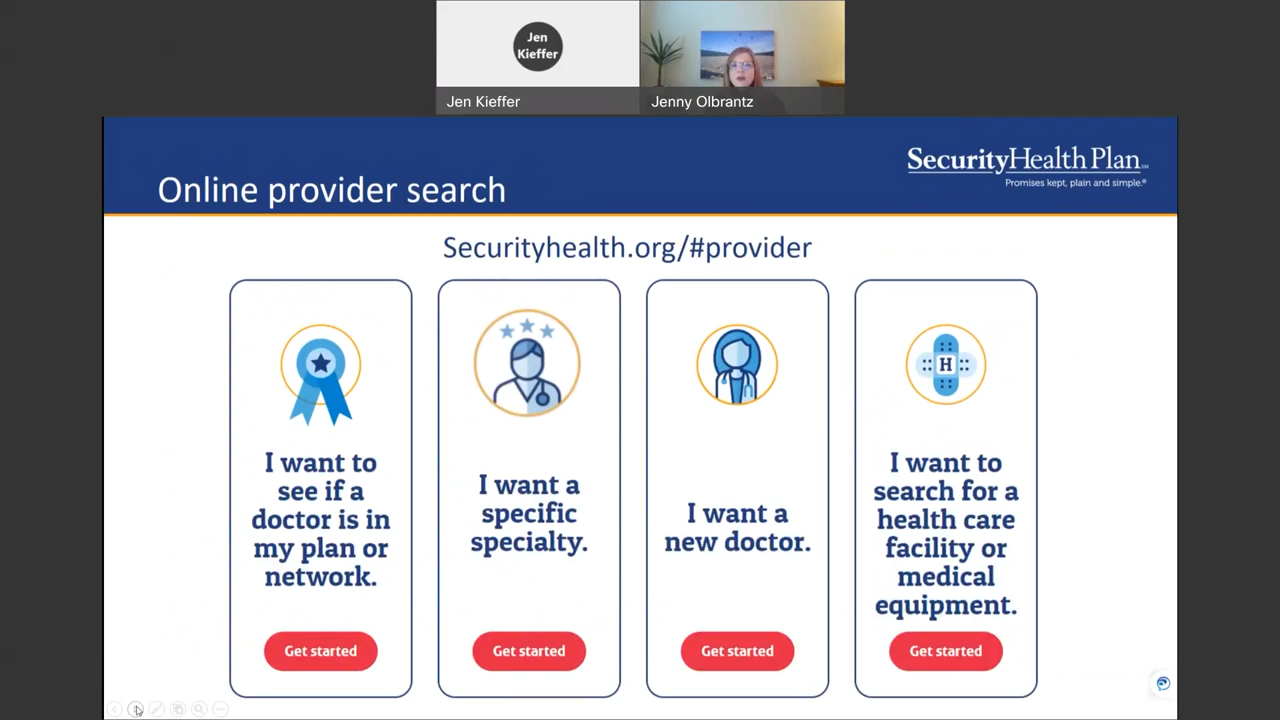 Jen
Kieffer
Jen Kieffer
Jenny Olbrantz
SecurityHealth Plan SM
Promises kept, plain and simple.®
Online provider search
Securityhealth.org/#provider
I want to
see if a
doctor is in
my plan or
network.
Get started
I want a
specific
specialty.
Get started
I want a
new doctor.
Get started
H
I want to
search for a
health care
facility or
medical
equipment.
Get started